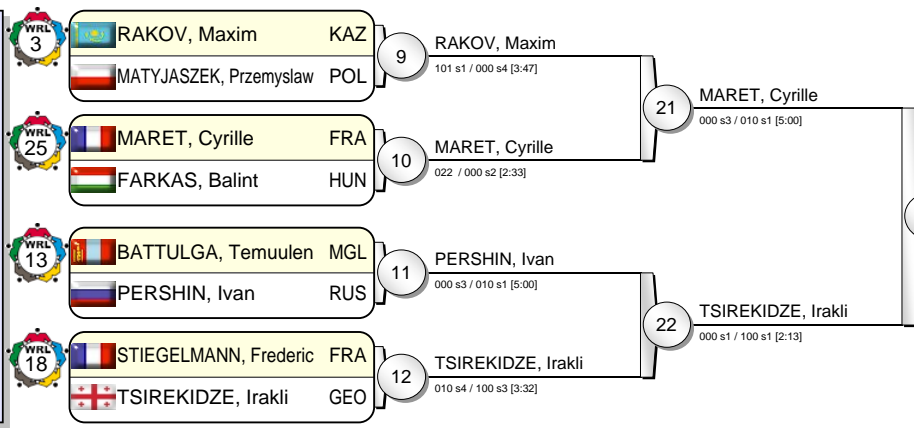 WRL 3
RAKOV, Maxim KAZ
MATYJASZEK, Przemyslaw POL
9
RAKOV, Maxim
101 s1 / 000 s4 [3:47]
21
MARET, Cyrille
000 s3 / 010 s1 [5:00]
WRL 25
MARET, Cyrille FRA
FARKAS, Balint HUN
10
MARET, Cyrille
022 / 000 s2 [2:33]
WRL 13
BATTULGA, Temuulen MGL
PERSHIN, Ivan RUS
11
PERSHIN, Ivan
000 s3 / 010 s1 [5:00]
22
TSIREKIDZE, Irakli
000 s1 / 100 s1 [2:13]
WRL 18
STIEGELMANN, Frederic FRA
TSIREKIDZE, Irakli GEO
12
TSIREKIDZE, Irakli
010 s4 / 100 s3 [3:32]